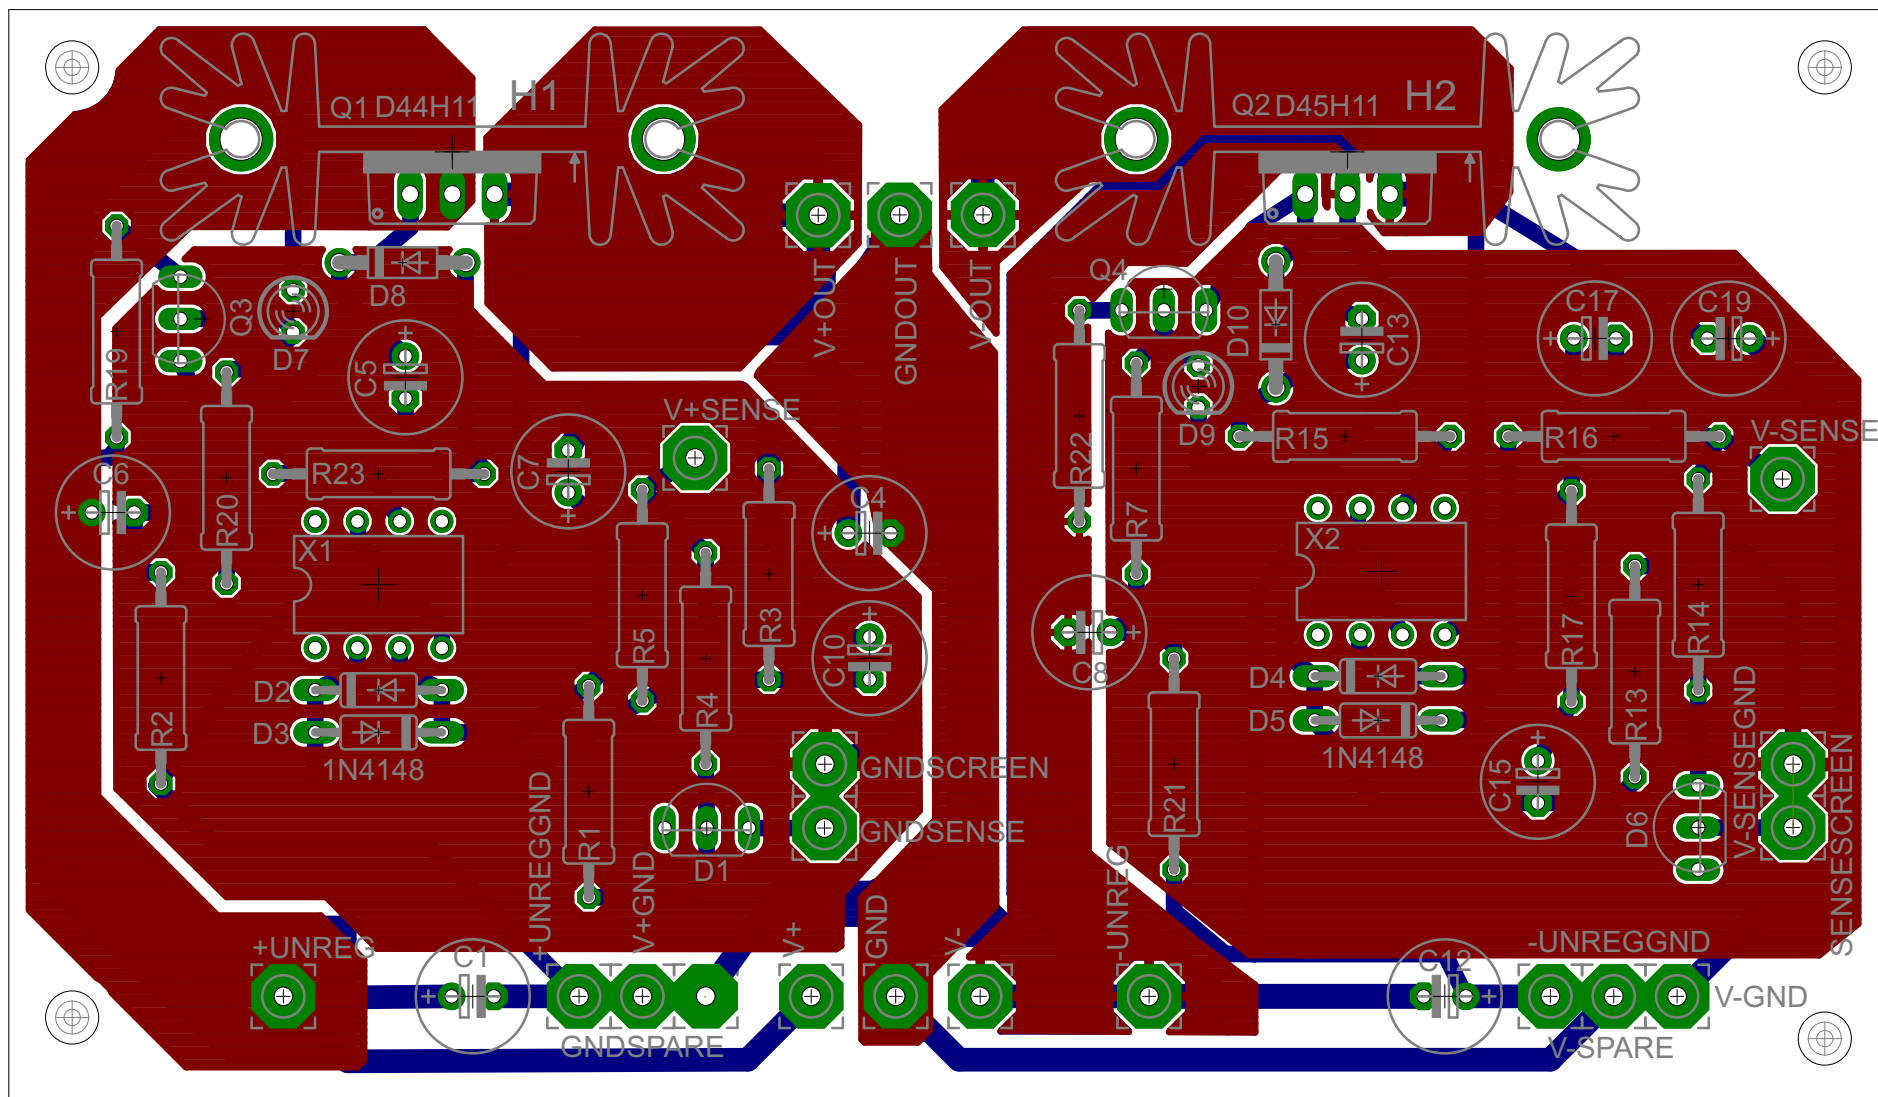 Q1 D44H11
H1
Q2 D45H11
H2
R19
Q3
D7
D8
C5
V+OUT
GNDOUT
V-OUT
Q4
R22
D10
C13
C17
C19
D9
R7
R15
R16
V-SENSE
V+SENSE
C6
R20
R23
C7
C4
X1
X2
R2
R5
R4
R3
C10
C8
R17
R14
R13
D2
D3
1N4148
D4
D5
1N4148
R1
D1
GNDSCREEN
GNDSENSE
R21
C15
D6
V-SENSEGND
SENSESCREEN
+UNREG
C1
+UNREGGND
V+GND
V+
GND
V-
-UNREG
C12
-UNREGGND
V-GND
GNDSPARE
V-SPARE